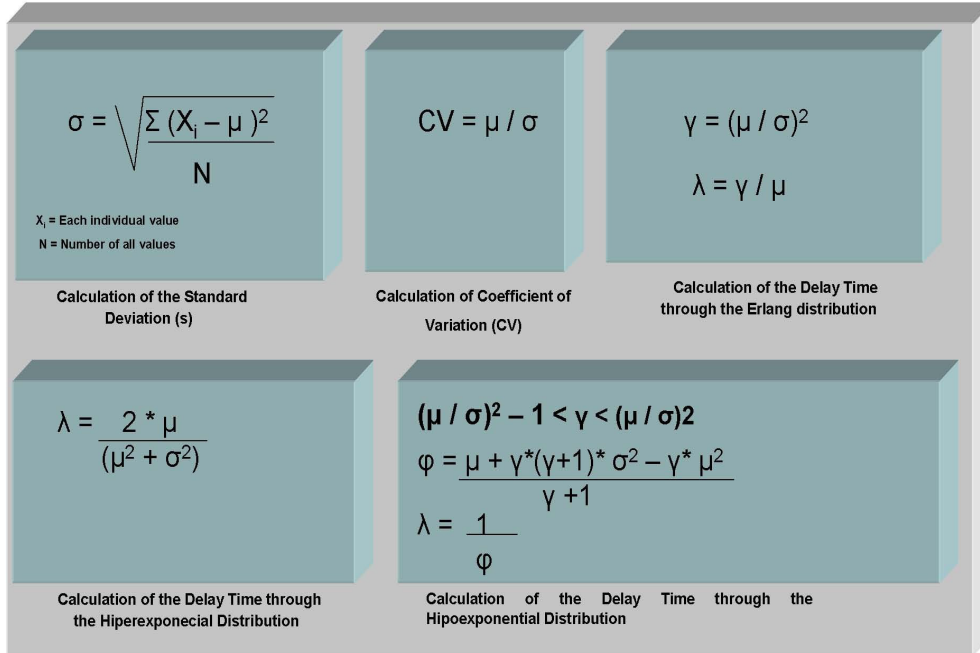 σ = √ Σ (Xi – μ )²
N
Xi = Each individual value
N = Number of all values
Calculation of the Standard
Deviation (s)
CV = μ / σ
Calculation of Coefficient of
Variation (CV)
γ = (μ / σ)²
λ = γ / μ
Calculation of the Delay Time
through the Erlang distribution
λ = 2 * μ
(μ² + σ²)
Calculation of the Delay Time through
the Hiperexponecial Distribution
(μ / σ)² – 1 < γ < (μ / σ)2
φ = μ + γ*(γ+1)* σ² – γ* μ²
γ +1
λ = 1
φ
Calculation of the Delay Time through the
Hipoexponential Distribution